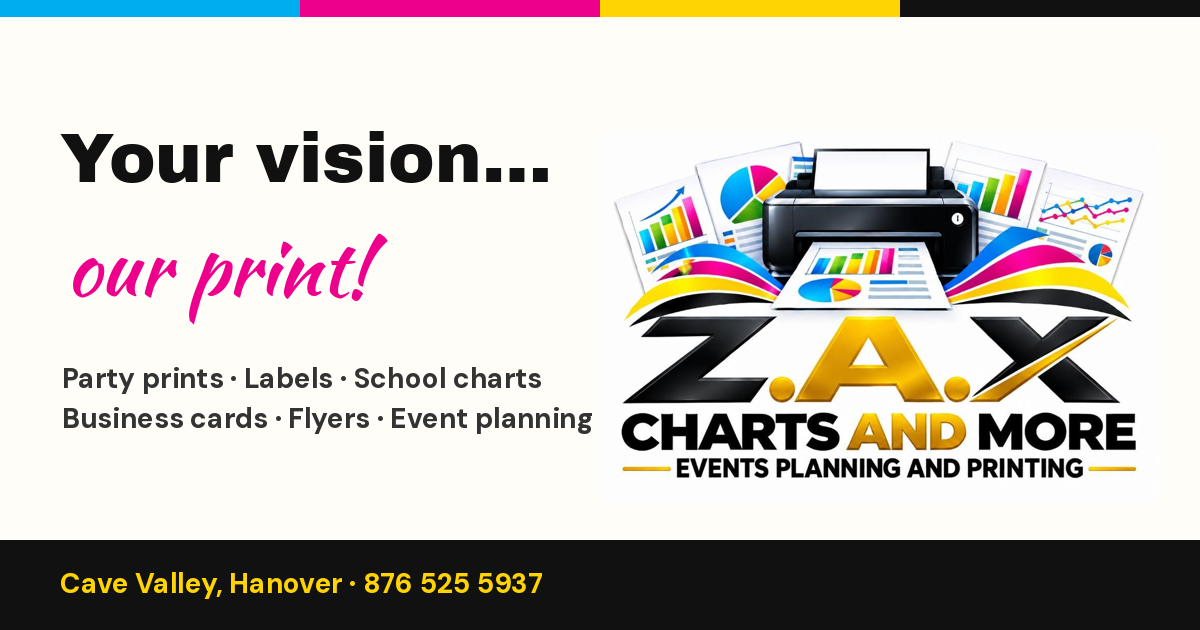 Your vision...
our print!
Party prints · Labels · School charts
Business cards · Flyers · Event planning
Z.A.X
CHARTS AND MORE
EVENTS PLANNING AND PRINTING
Cave Valley, Hanover · 876 525 5937